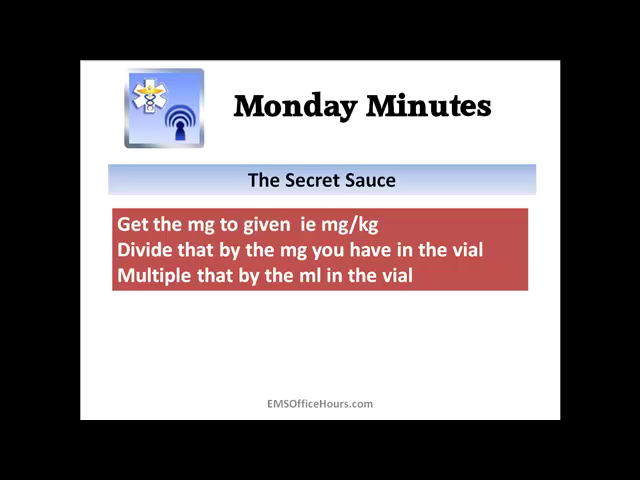 Monday Minutes
The Secret Sauce
Get the mg to given  ie mg/kg
Divide that by the mg you have in the vial
Multiple that by the ml in the vial
EMSOfficeHours.com